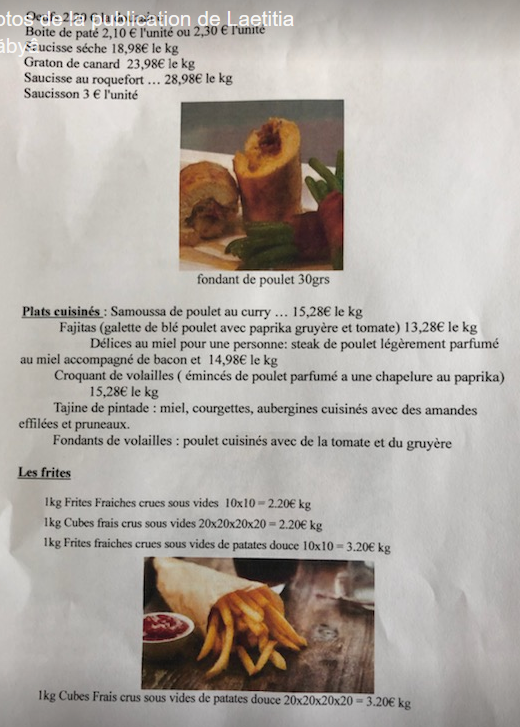 otos de la publication de Laetitia
Boite de paté 2,10 € l'unité ou 2,30 € l'unité
Saucisse séche 18,98€ le kg
Graton de canard 23,98€ le kg
Saucisse au roquefort … 28,98€ le kg
Saucisson 3 € l'unité
fondant de poulet 30grs
Plats cuisinés : Samoussa de poulet au curry … 15,28€ le kg
Fajitas (galette de blé poulet avec paprika gruyère et tomate) 13,28€ le kg
Délices au miel pour une personne: steak de poulet légèrement parfumé
au miel accompagné de bacon et 14,98€ le kg
Croquant de volailles ( émincés de poulet parfumé a une chapelure au paprika)
15,28€ le kg
Tajine de pintade : miel, courgettes, aubergines cuisinés avec des amandes
effilées et pruneaux.
Fondants de volailles : poulet cuisinés avec de la tomate et du gruyère
Les frites
1kg Frites Fraiches crues sous vides 10x10 = 2.20€ kg
1kg Cubes frais crus sous vides 20x20x20x20 = 2.20€ kg
1kg Frites fraiches crues sous vides de patates douce 10x10 = 3.20€ kg
1kg Cubes Frais crus sous vides de patates douce 20x20x20x20 = 3.20€ kg